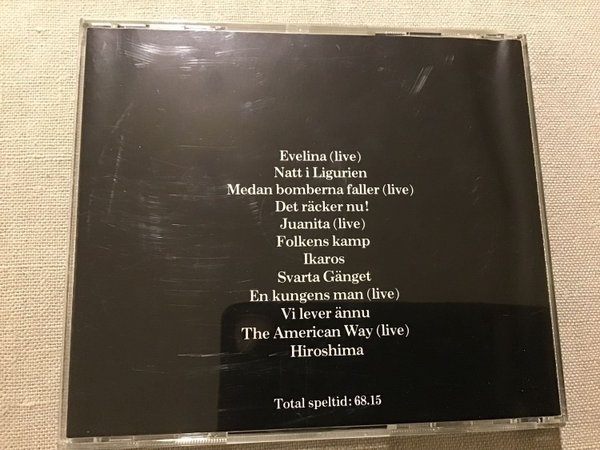 Evelina (live)
Natt i Ligurien
Medan bomberna faller (live)
Det räcker nu!
Juanita (live)
Folkens kamp
Ikaros
Svarta Gänget
En kungens man (live)
Vi lever ännu
The American Way (live)
Hiroshima
Total speltid: 68.15